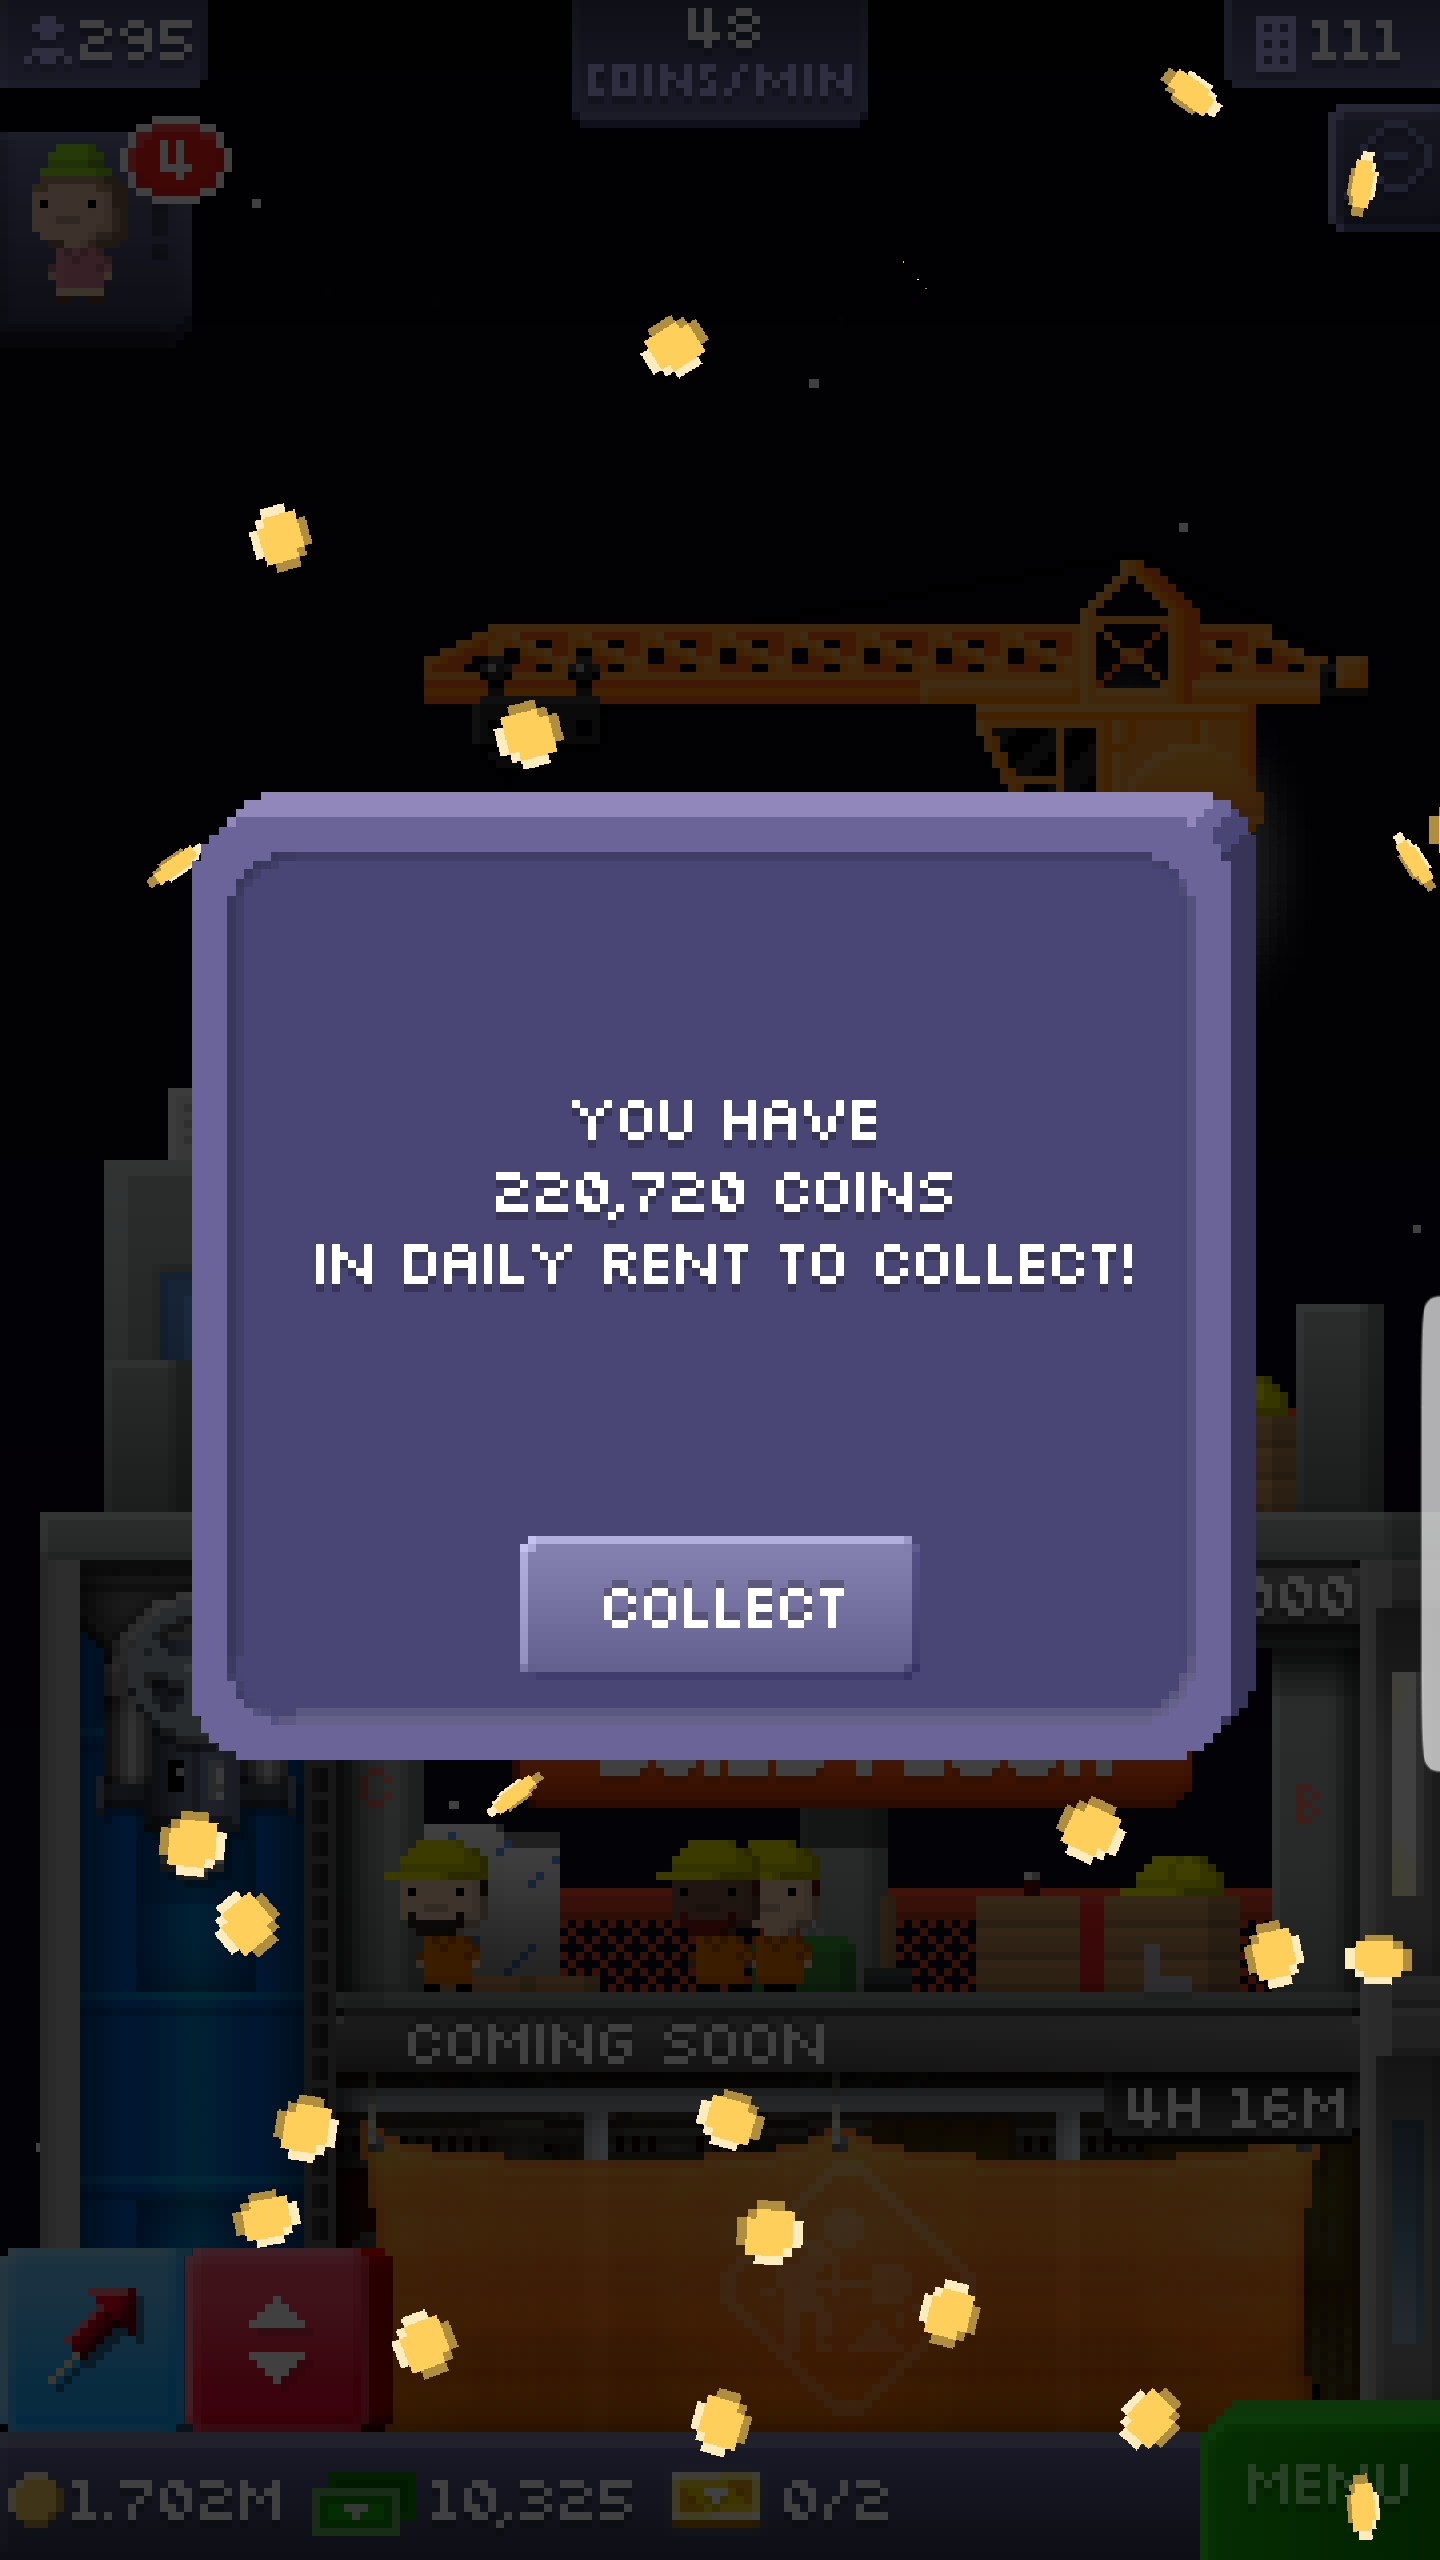 295
48
COINS/MIN
111
4
YOU HAVE
220,720 COINS
IN DAILY RENT TO COLLECT!
COLLECT
000
C
B
COMING SOON
4H 16M
1.702M
10,325
0/2
MENU